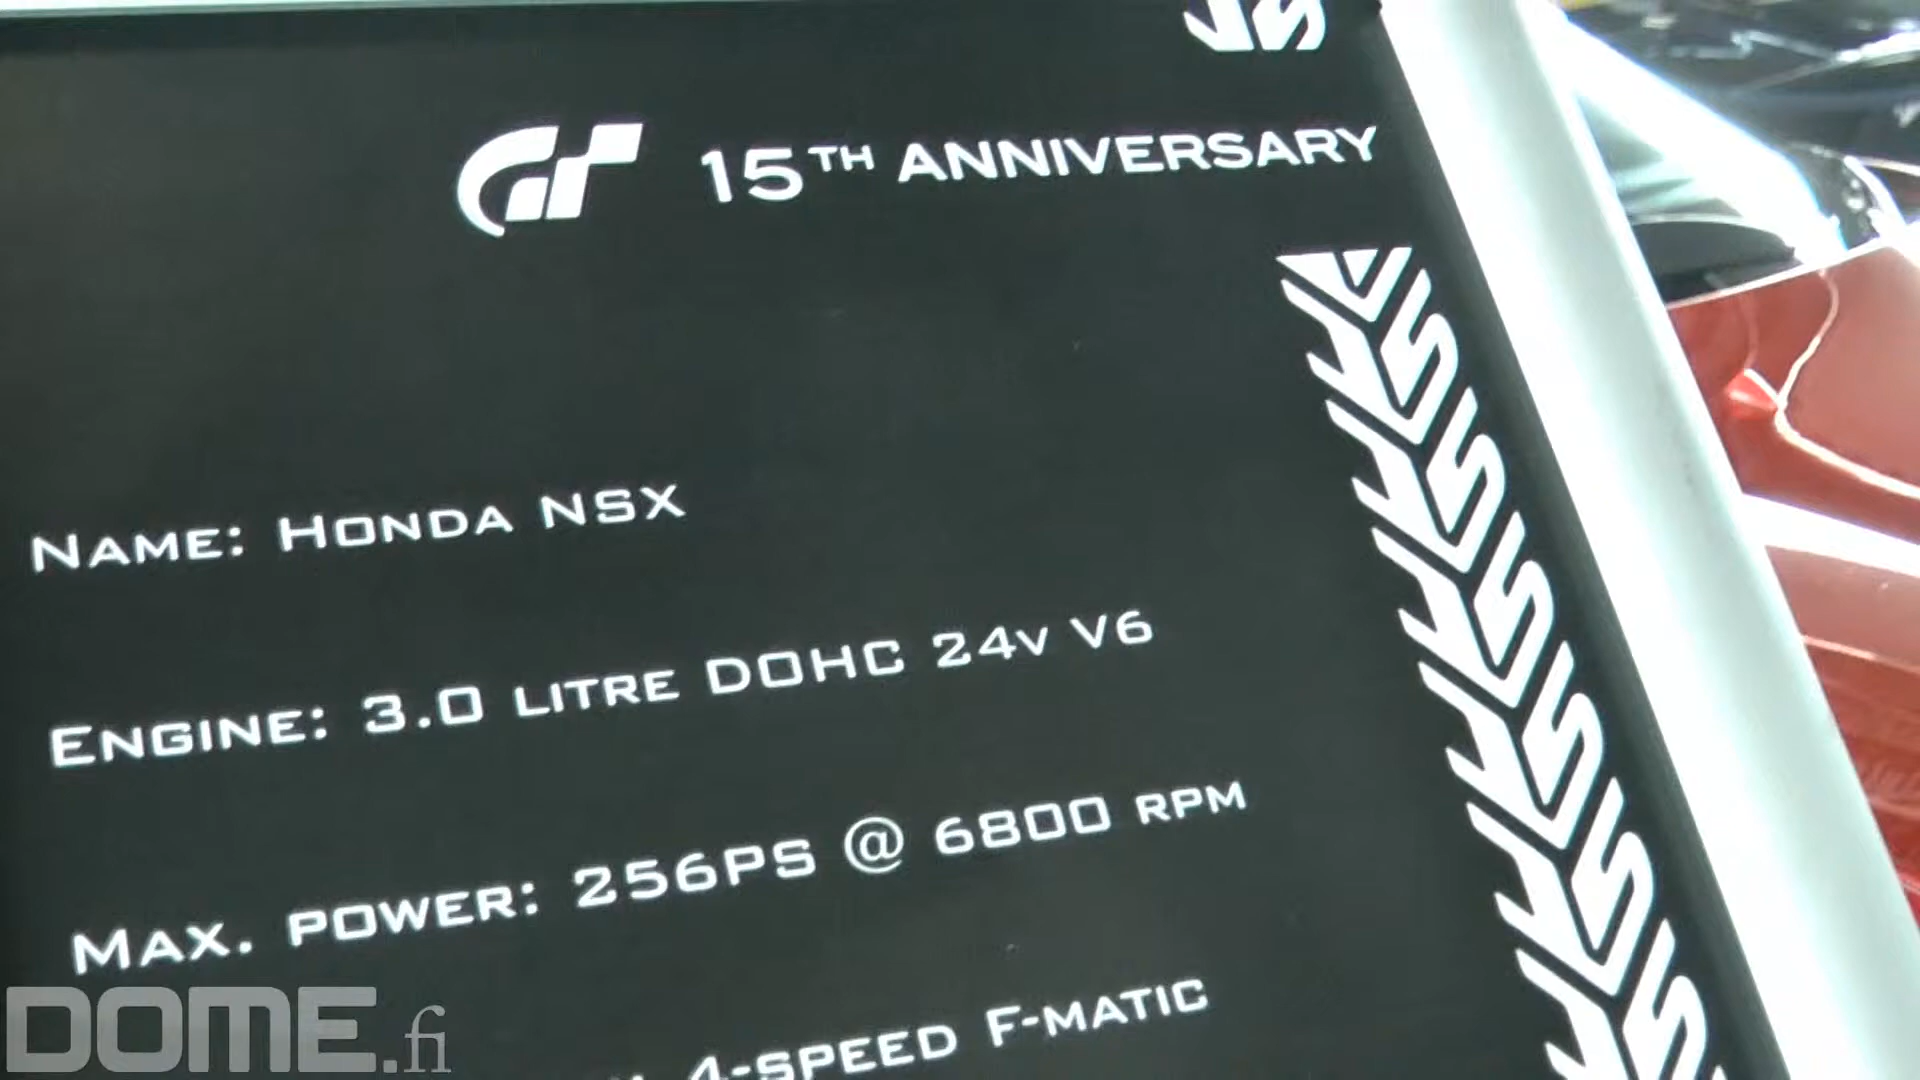 GT 15TH ANNIVERSARY
NAME: HONDA NSX
ENGINE: 3.0 LITRE DOHC 24V V6
MAX. POWER: 256PS @ 6800 RPM
4-SPEED F-MATIC
DOME.fi